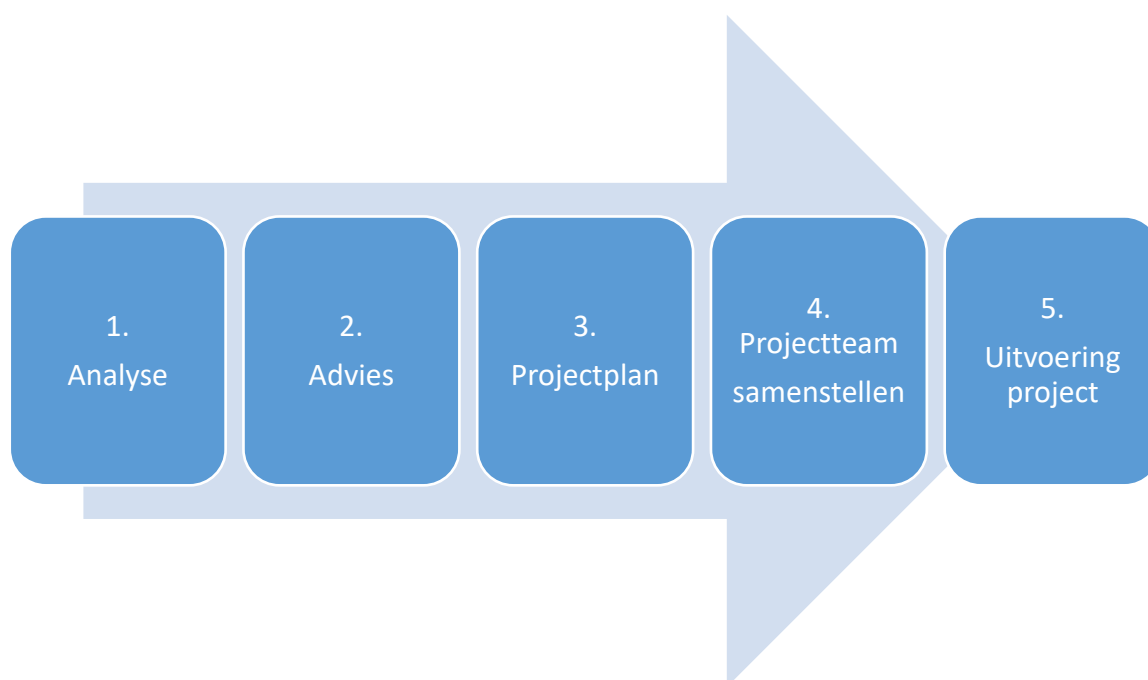 1.
Analyse
2.
Advies
3.
Projectplan
4.
Projectteam
samenstellen
5.
Uitvoering
project